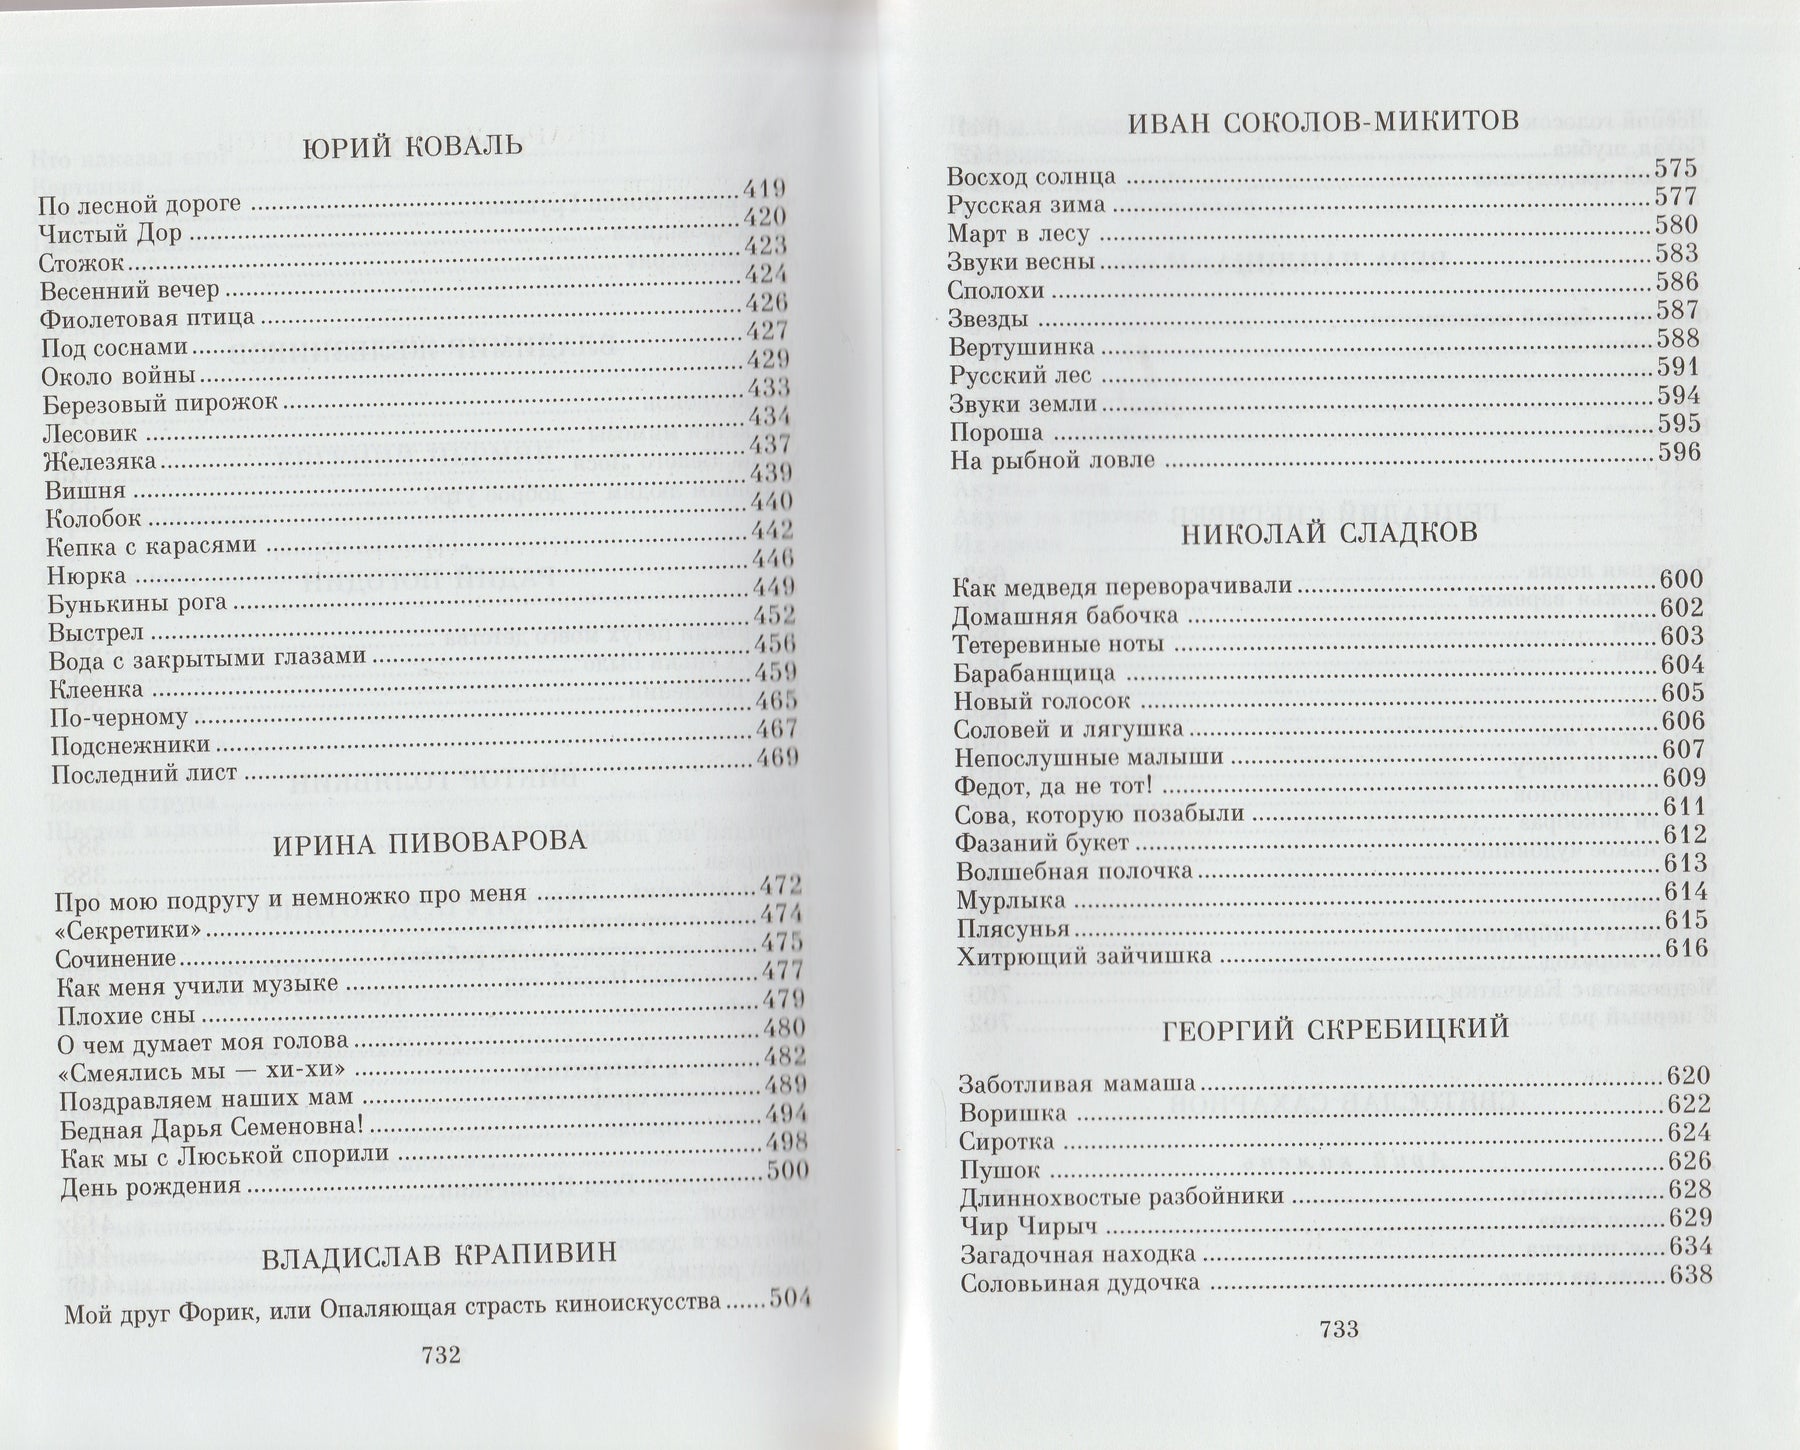 ЮРИЙ КОВАЛЬ
По лесной дороге ..... 419
Чистый Дор ..... 420
Стожок ..... 423
Весенний вечер ..... 424
Фиолетовая птица ..... 426
Под соснами ..... 427
Около войны ..... 429
Березовый пирожок ..... 433
Лесовик ..... 434
Железяка ..... 437
Вишня ..... 439
Колобок ..... 440
Кепка с карасями ..... 442
Нюрка ..... 446
Бунькины рога ..... 449
Выстрел ..... 452
Вода с закрытыми глазами ..... 456
Клеенка ..... 459
По-черному ..... 465
Подснежники ..... 467
Последний лист ..... 469
ИРИНА ПИВОВАРОВА
Про мою подругу и немножко про меня ..... 472
«Секретики» ..... 474
Сочинение ..... 475
Как меня учили музыке ..... 477
Плохие сны ..... 479
О чем думает моя голова ..... 480
«Смеялись мы — хи-хи» ..... 482
Поздравляем наших мам ..... 489
Бедная Дарья Семеновна! ..... 494
Как мы с Люськой спорили ..... 498
День рождения ..... 500
ВЛАДИСЛАВ КРАПИВИН
Мой друг Форик, или Опаляющая страсть киноискусства ...... 504
732
ИВАН СОКОЛОВ-МИКИТОВ
Восход солнца ..... 575
Русская зима ..... 577
Март в лесу ..... 580
Звуки весны ..... 583
Сполохи ..... 586
Звезды ..... 587
Вертушинка ..... 588
Русский лес ..... 591
Звуки земли ..... 594
Пороша ..... 595
На рыбной ловле ..... 596
НИКОЛАЙ СЛАДКОВ
Как медведя переворачивали ..... 600
Домашняя бабочка ..... 602
Тетеревиные ноты ..... 603
Барабанщица ..... 604
Новый голосок ..... 605
Соловей и лягушка ..... 606
Непослушные малыши ..... 607
Федот, да не тот! ..... 609
Сова, которую позабыли ..... 611
Фазаний букет ..... 612
Волшебная полочка ..... 613
Мурлыка ..... 614
Плясунья ..... 615
Хитрющий зайчишка ..... 616
ГЕОРГИЙ СКРЕБИЦКИЙ
Заботливая мамаша ..... 620
Воришка ..... 622
Сиротка ..... 624
Пушок ..... 626
Длиннохвостые разбойники ..... 628
Чир Чирыч ..... 629
Загадочная находка ..... 634
Соловьиная дудочка ..... 638
733